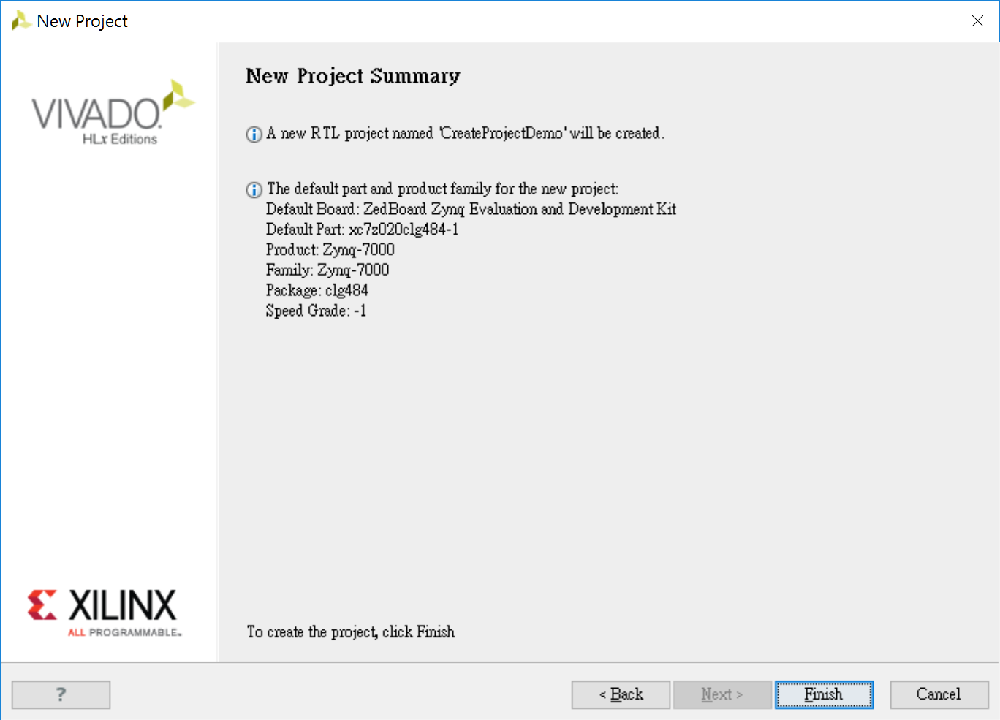 New Project
VIVADO.
HLx Editions
New Project Summary
A new RTL project named 'CreateProjectDemo' will be created.
The default part and product family for the new project:
Default Board: ZedBoard Zynq Evaluation and Development Kit
Default Part: xc7z020clg484-1
Product: Zynq-7000
Family: Zynq-7000
Package: clg484
Speed Grade: -1
XILINX
ALL PROGRAMMABLE™
To create the project, click Finish
?
< Back
Next >
Finish
Cancel